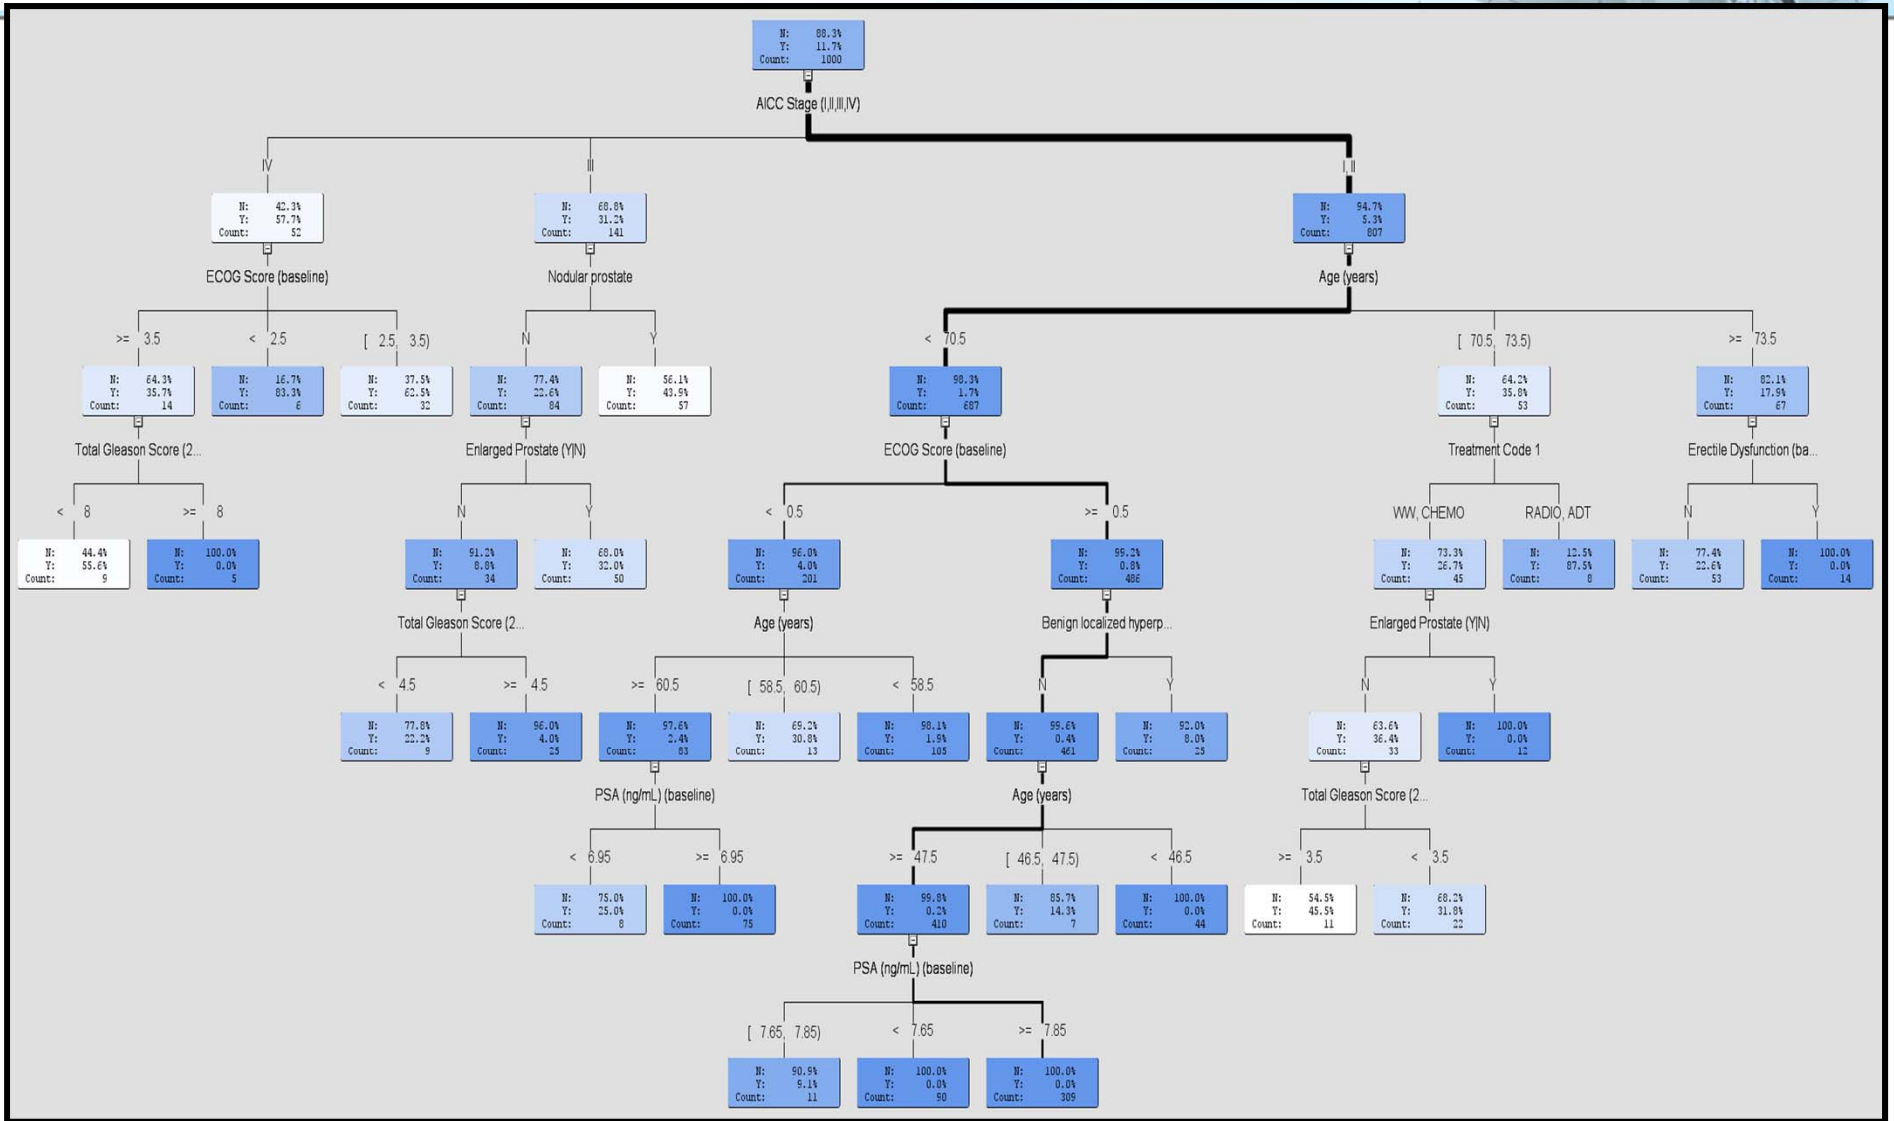 N: 88.3%
Y: 11.7%
Count: 1000
AICC Stage (I,II,III,IV)
IV
III
I, II
N: 42.3%
Y: 57.7%
Count: 52
N: 68.8%
Y: 31.2%
Count: 141
N: 94.7%
Y: 5.3%
Count: 807
ECOG Score (baseline)
Nodular prostate
Age (years)
>= 3.5
< 2.5
[ 2.5, 3.5)
N
Y
< 70.5
[ 70.5, 73.5)
>= 73.5
N: 64.3%
Y: 35.7%
Count: 14
N: 16.7%
Y: 83.3%
Count: 6
N: 37.5%
Y: 62.5%
Count: 32
N: 77.4%
Y: 22.6%
Count: 84
N: 56.1%
Y: 43.9%
Count: 57
N: 98.3%
Y: 1.7%
Count: 687
N: 64.2%
Y: 35.8%
Count: 53
N: 82.1%
Y: 17.9%
Count: 67
Total Gleason Score (2...
Enlarged Prostate (Y|N)
ECOG Score (baseline)
Treatment Code 1
Erectile Dysfunction (ba...
< 8
>= 8
N
Y
< 0.5
>= 0.5
WW, CHEMO
RADIO, ADT
N
Y
N: 44.4%
Y: 55.6%
Count: 9
N: 100.0%
Y: 0.0%
Count: 5
N: 91.2%
Y: 8.8%
Count: 34
N: 68.0%
Y: 32.0%
Count: 50
N: 96.0%
Y: 4.0%
Count: 201
N: 99.2%
Y: 0.8%
Count: 486
N: 73.3%
Y: 26.7%
Count: 45
N: 12.5%
Y: 87.5%
Count: 8
N: 77.4%
Y: 22.6%
Count: 53
N: 100.0%
Y: 0.0%
Count: 14
Total Gleason Score (2...
Age (years)
Benign localized hyperp...
Enlarged Prostate (Y|N)
< 4.5
>= 4.5
>= 60.5
[ 58.5, 60.5)
< 58.5
N
Y
N
Y
N: 77.8%
Y: 22.2%
Count: 9
N: 96.0%
Y: 4.0%
Count: 25
N: 97.6%
Y: 2.4%
Count: 83
N: 69.2%
Y: 30.8%
Count: 13
N: 98.1%
Y: 1.9%
Count: 105
N: 99.6%
Y: 0.4%
Count: 461
N: 92.0%
Y: 8.0%
Count: 25
N: 63.6%
Y: 36.4%
Count: 33
N: 100.0%
Y: 0.0%
Count: 12
PSA (ng/mL) (baseline)
Age (years)
Total Gleason Score (2...
< 6.95
>= 6.95
>= 47.5
[ 46.5, 47.5)
< 46.5
>= 3.5
< 3.5
N: 75.0%
Y: 25.0%
Count: 8
N: 100.0%
Y: 0.0%
Count: 75
N: 99.8%
Y: 0.2%
Count: 410
N: 85.7%
Y: 14.3%
Count: 7
N: 100.0%
Y: 0.0%
Count: 44
N: 54.5%
Y: 45.5%
Count: 11
N: 68.2%
Y: 31.8%
Count: 22
PSA (ng/mL) (baseline)
[ 7.65, 7.85)
< 7.65
>= 7.85
N: 90.9%
Y: 9.1%
Count: 11
N: 100.0%
Y: 0.0%
Count: 90
N: 100.0%
Y: 0.0%
Count: 309